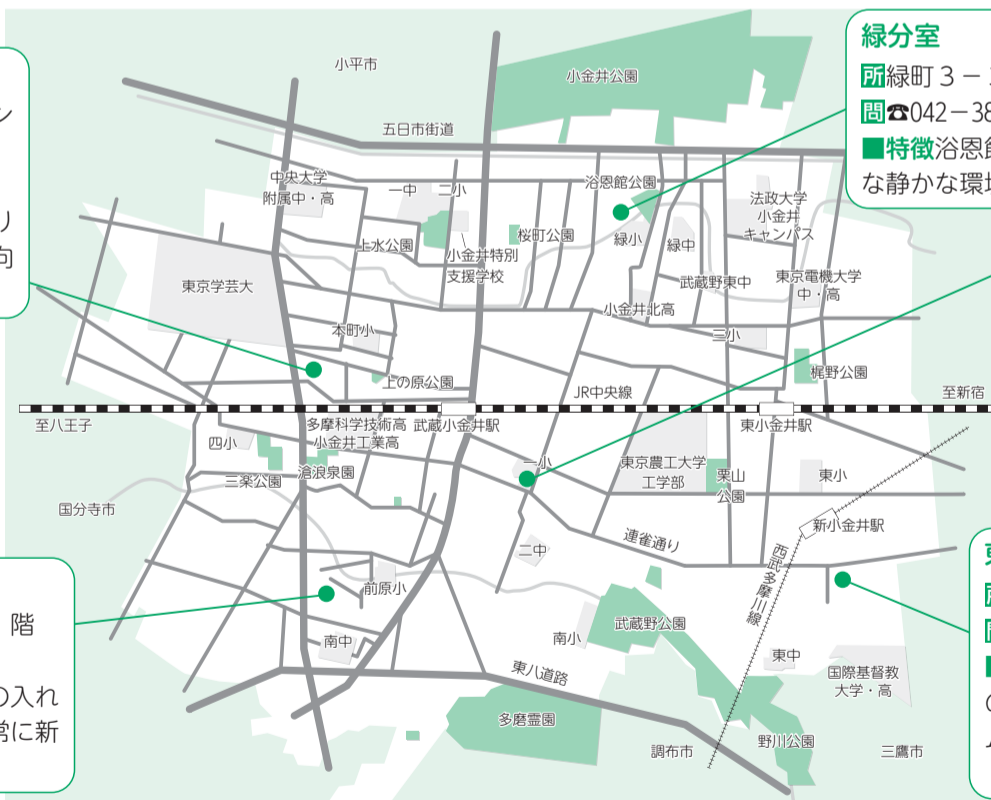 小平市
小金井公園
緑分室
所緑町3-
問☎042-38
■特徴浴恩館
な静かな環境
ン
り
向
五日市街道
中央大学
附属中・高
一中
二小
浴恩館公園
法政大学
小金井
キャンパス
上水公園
小金井特別
支援学校
桜町公園
緑小
緑中
武蔵野東中
東京電機大学
中・高
東京学芸大
小金井北高
本町小
三小
上の原公園
JR中央線
梶野公園
至新宿
至八王子
多摩科学技術高
小金井工業高
武蔵小金井駅
東小金井駅
四小
滄浪泉園
三楽公園
一小
東京農工大学
工学部
栗山
公園
東小
国分寺市
新小金井駅
連雀通り
二中
西武多摩川線
前原小
階
の入れ
常に新
南中
南小
武蔵野公園
東中
国際基督教
大学・高
東八道路
多磨霊園
調布市
野川公園
三鷹市
の